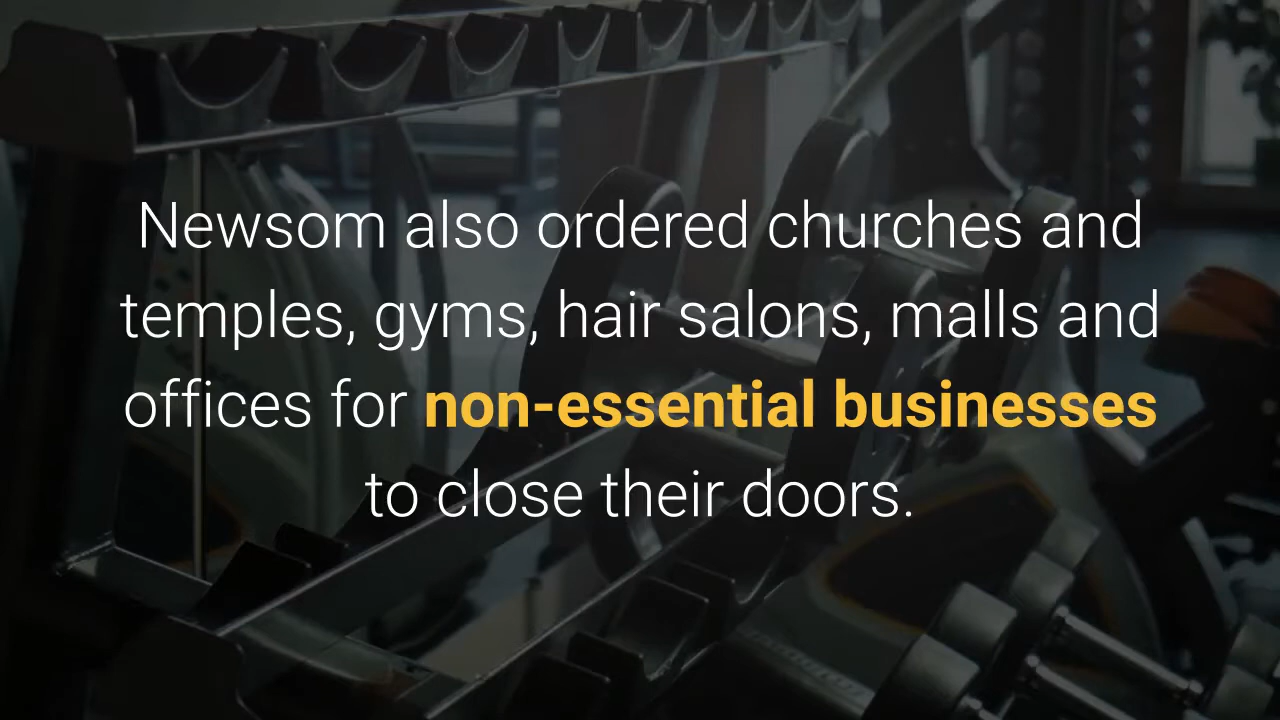 Newsom also ordered churches and
temples, gyms, hair salons, malls and
offices for non-essential businesses
to close their doors.